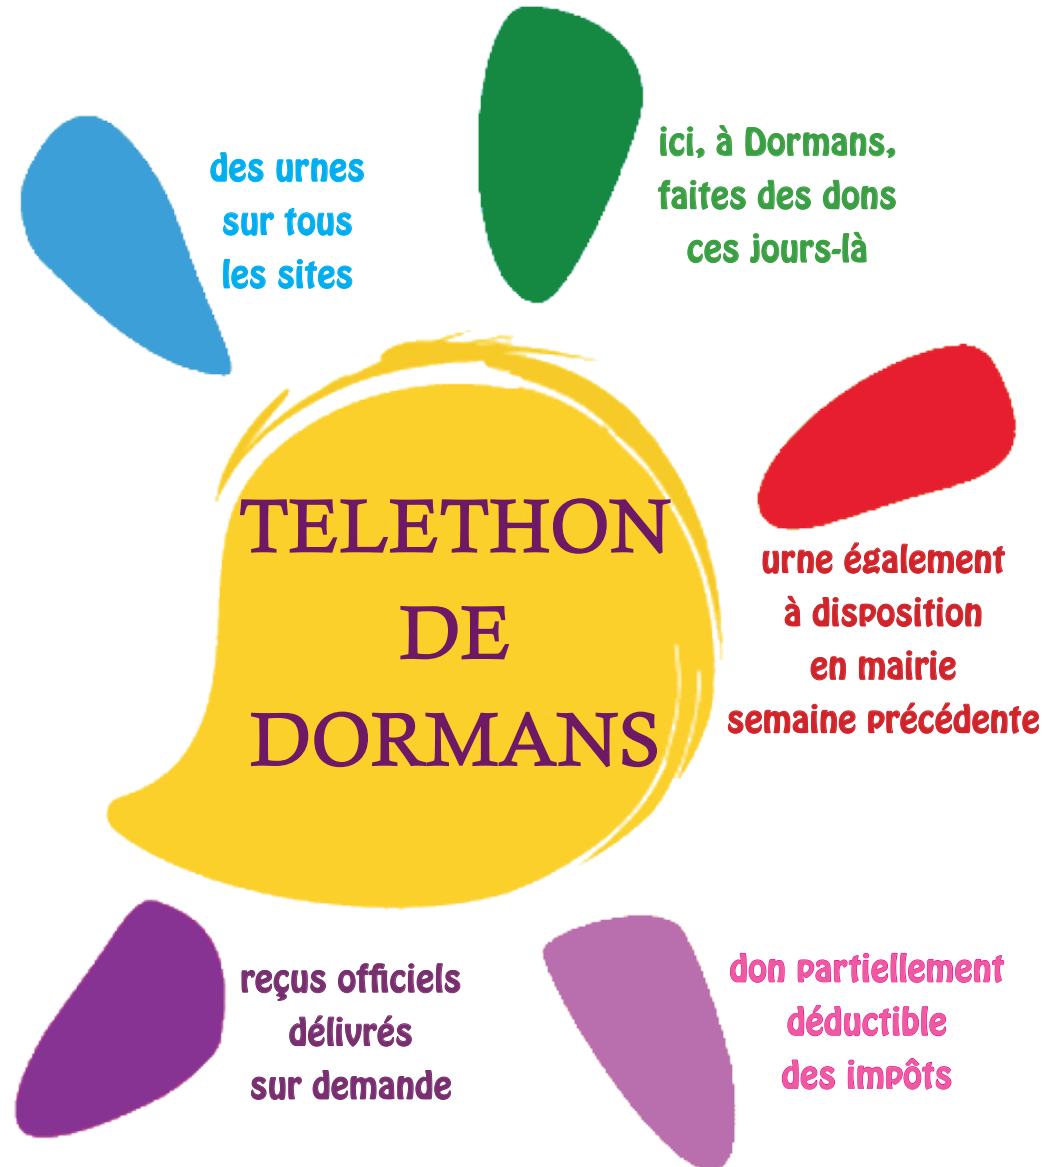 des urnes
sur tous
les sites
ici, à Dormans,
faites des dons
ces jours-là
TELETHON
DE
DORMANS
urne également
à disposition
en mairie
semaine précédente
reçus officiels
délivrés
sur demande
don partiellement
déductible
des impôts